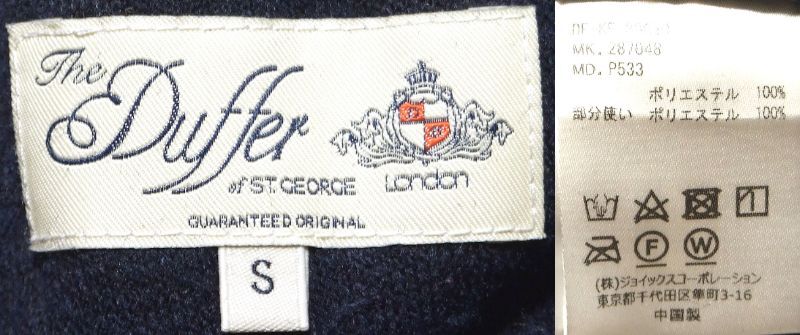 The
Duffer
of ST. GEORGE
London
GUARANTEED ORIGINAL
S
MK. 287048
MD. P533
ポリエステル 100%
部分使い ポリエステル 100%
F W
(株)ジョイックスコーポレーション
東京都千代田区隼町3-16
中国製